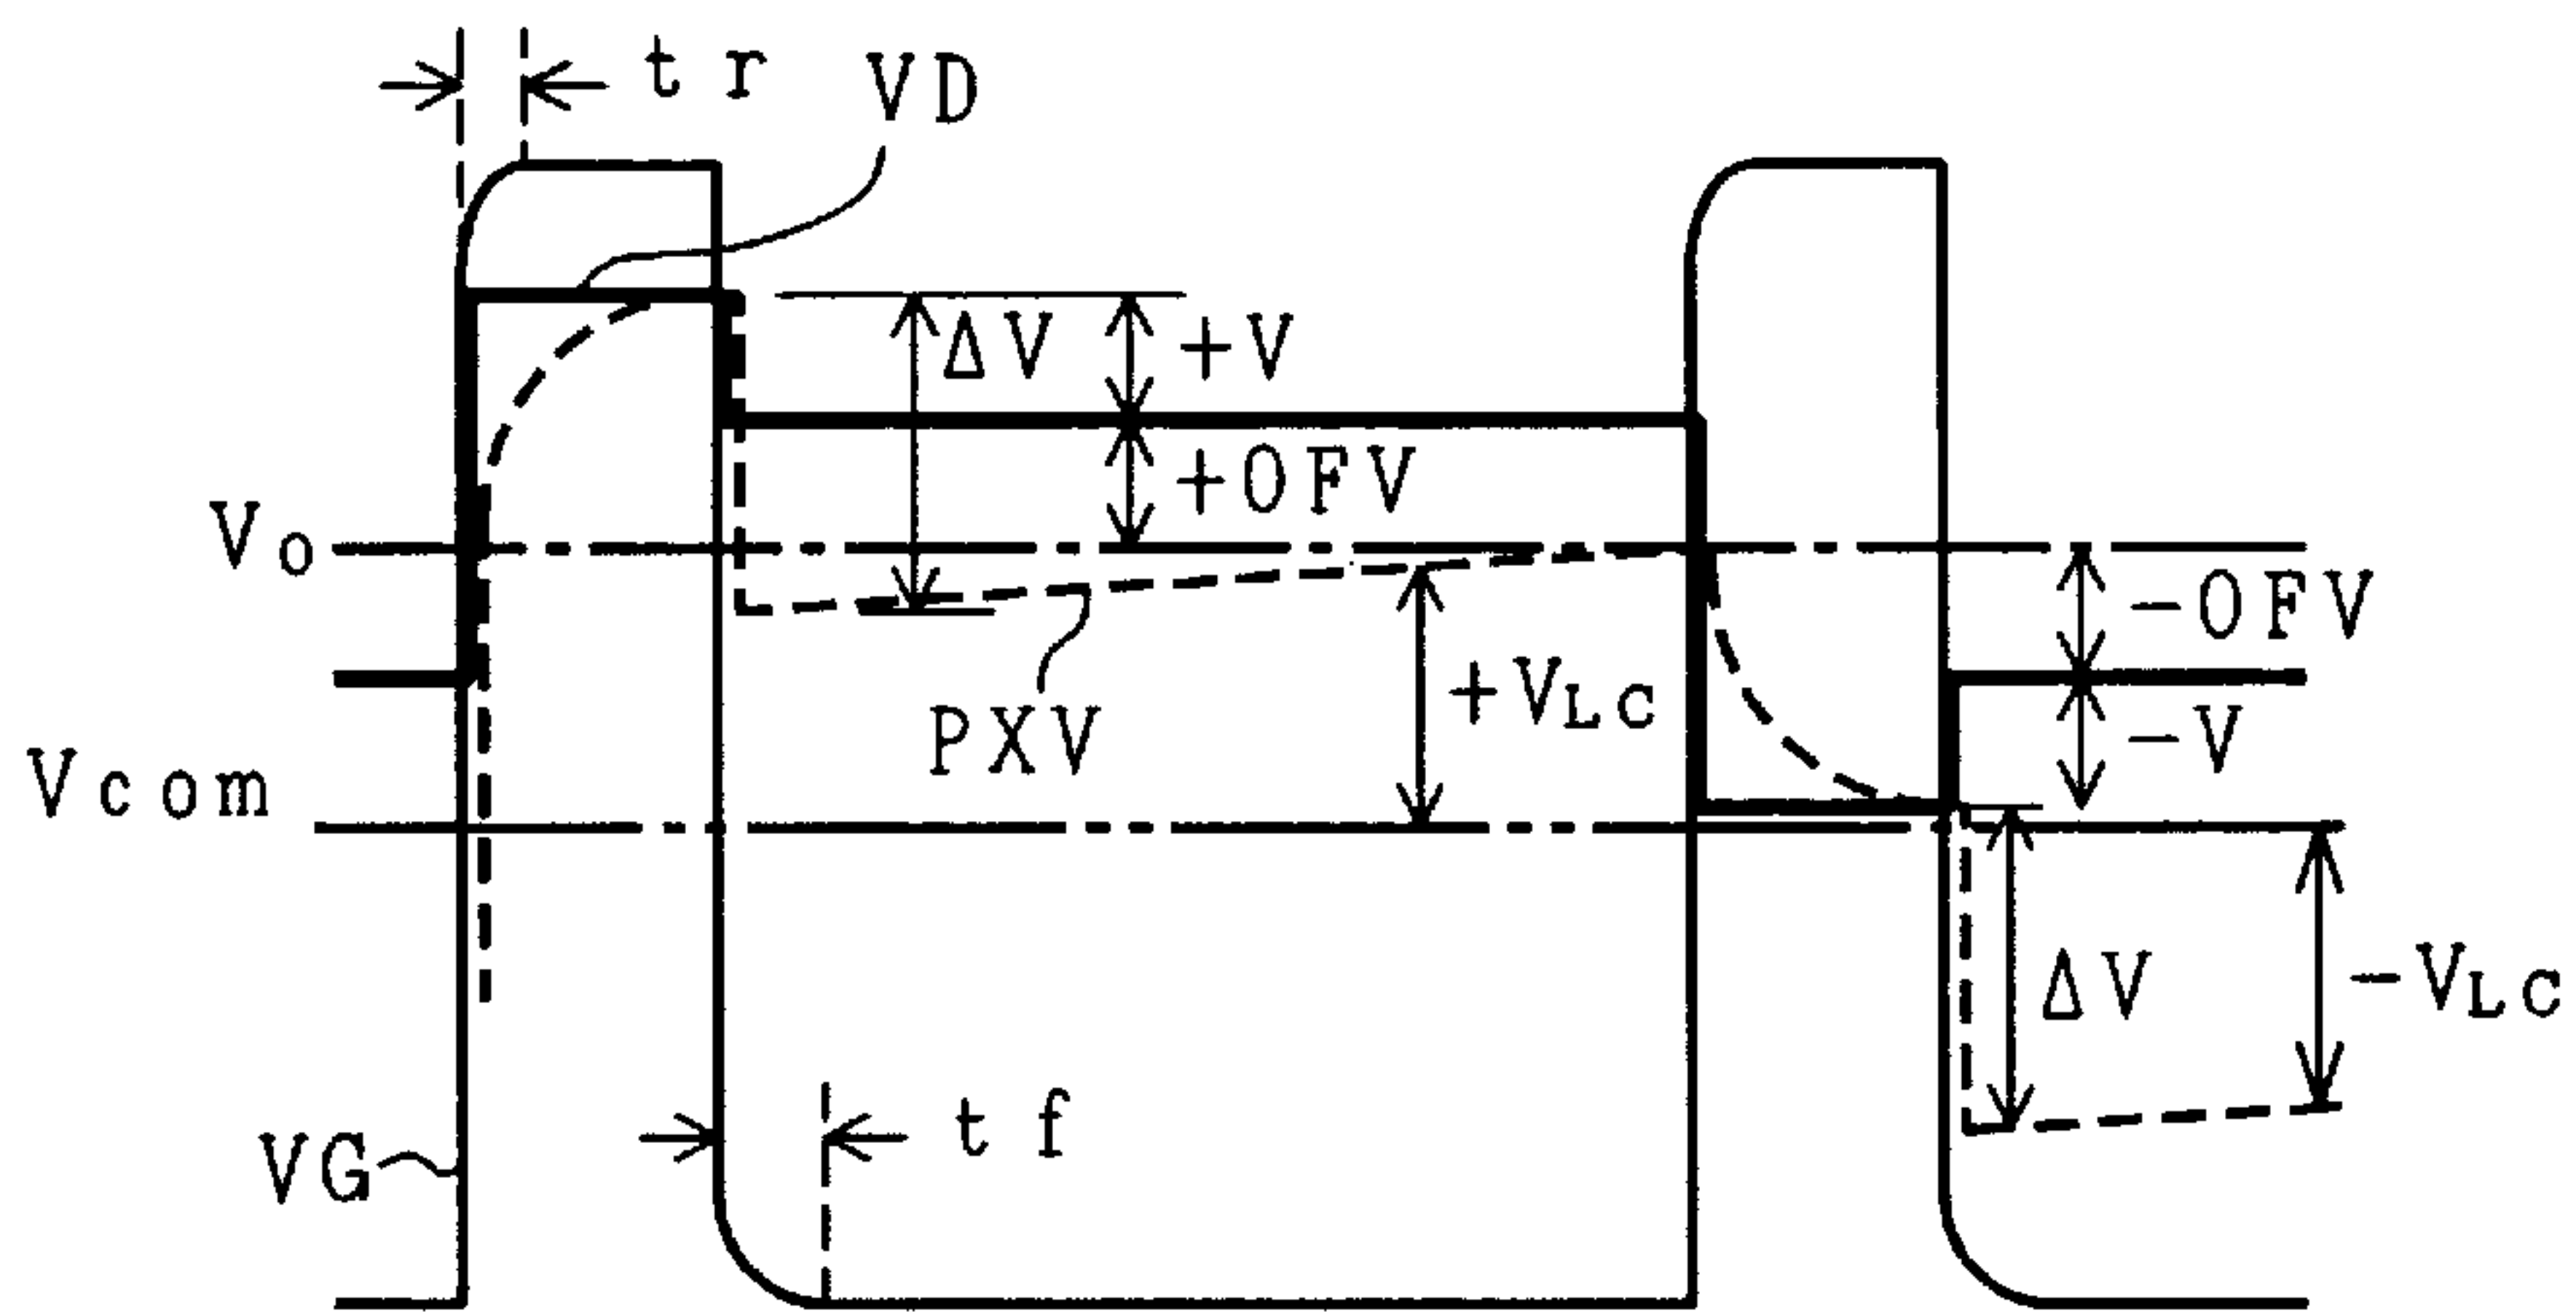 tr
VD
ΔV
+V
+OFV
Vo
-OFV
+VLC
PXV
-V
Vcom
ΔV
-VLC
tf
VG